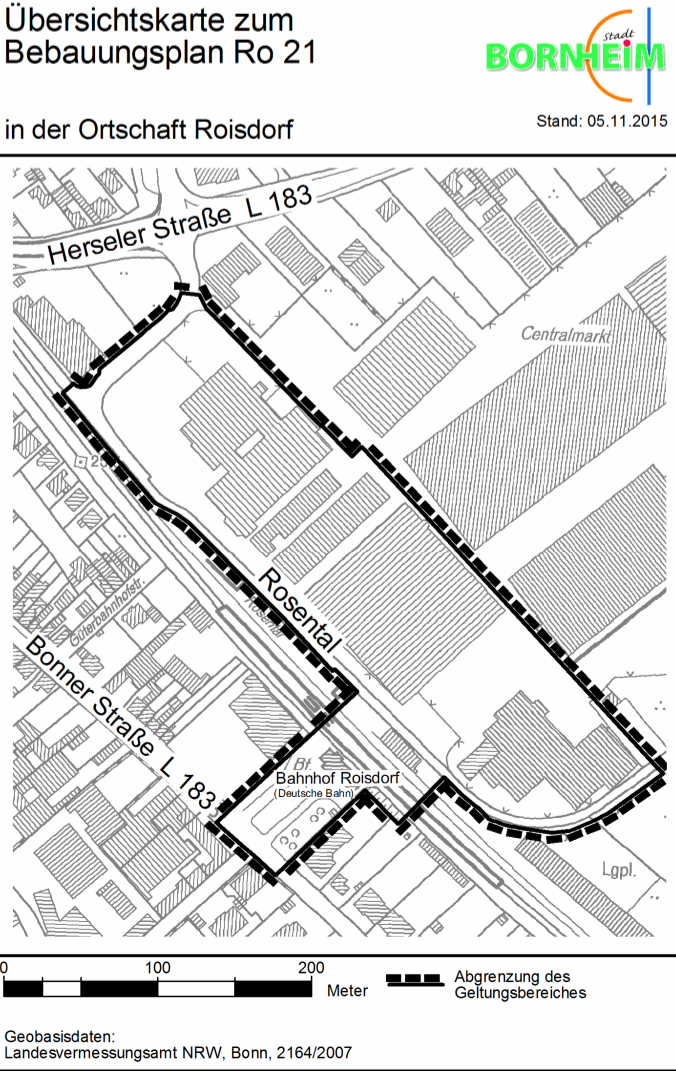 Übersichtskarte zum
Bebauungsplan Ro 21
stadt
BORNHEIM
in der Ortschaft Roisdorf
Stand: 05.11.2015
Herseler Straße L 183
Centralmarkt
Rosental
Rosental
Güterbahnhofstr.
Bonner Straße L 183
Bf.
Bahnhof Roisdorf
(Deutsche Bahn)
Lgpl.
0 100 200
Meter
Abgrenzung des
Geltungsbereiches
Geobasisdaten:
Landesvermessungsamt NRW, Bonn, 2164/2007